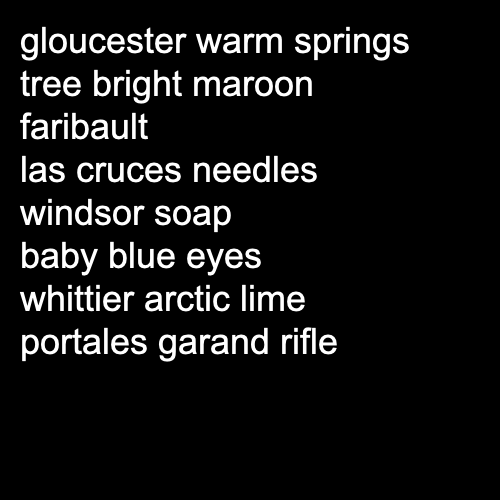 gloucester warm springs
tree bright maroon
faribault
las cruces needles
windsor soap
baby blue eyes
whittier arctic lime
portales garand rifle